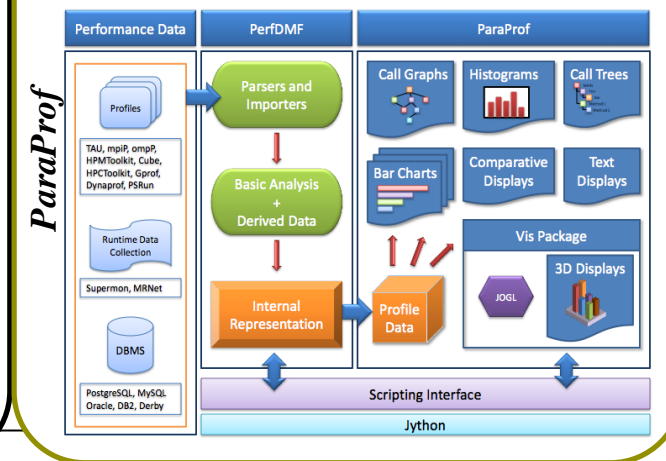 ParaProf
Performance Data
PerfDMF
ParaProf
Profiles
TAU, mpiP, ompP,
HPMToolkit, Cube,
HPCToolkit, Gprof,
Dynaprof, PSRun
Runtime Data
Collection
Supermon, MRNet
DBMS
PostgreSQL, MySQL
Oracle, DB2, Derby
Parsers and
Importers
Basic Analysis
+
Derived Data
Internal
Representation
Call Graphs
Histograms
Call Trees
Bar Charts
Comparative
Displays
Text
Displays
Vis Package
JOGL
3D Displays
Profile
Data
Scripting Interface
Jython